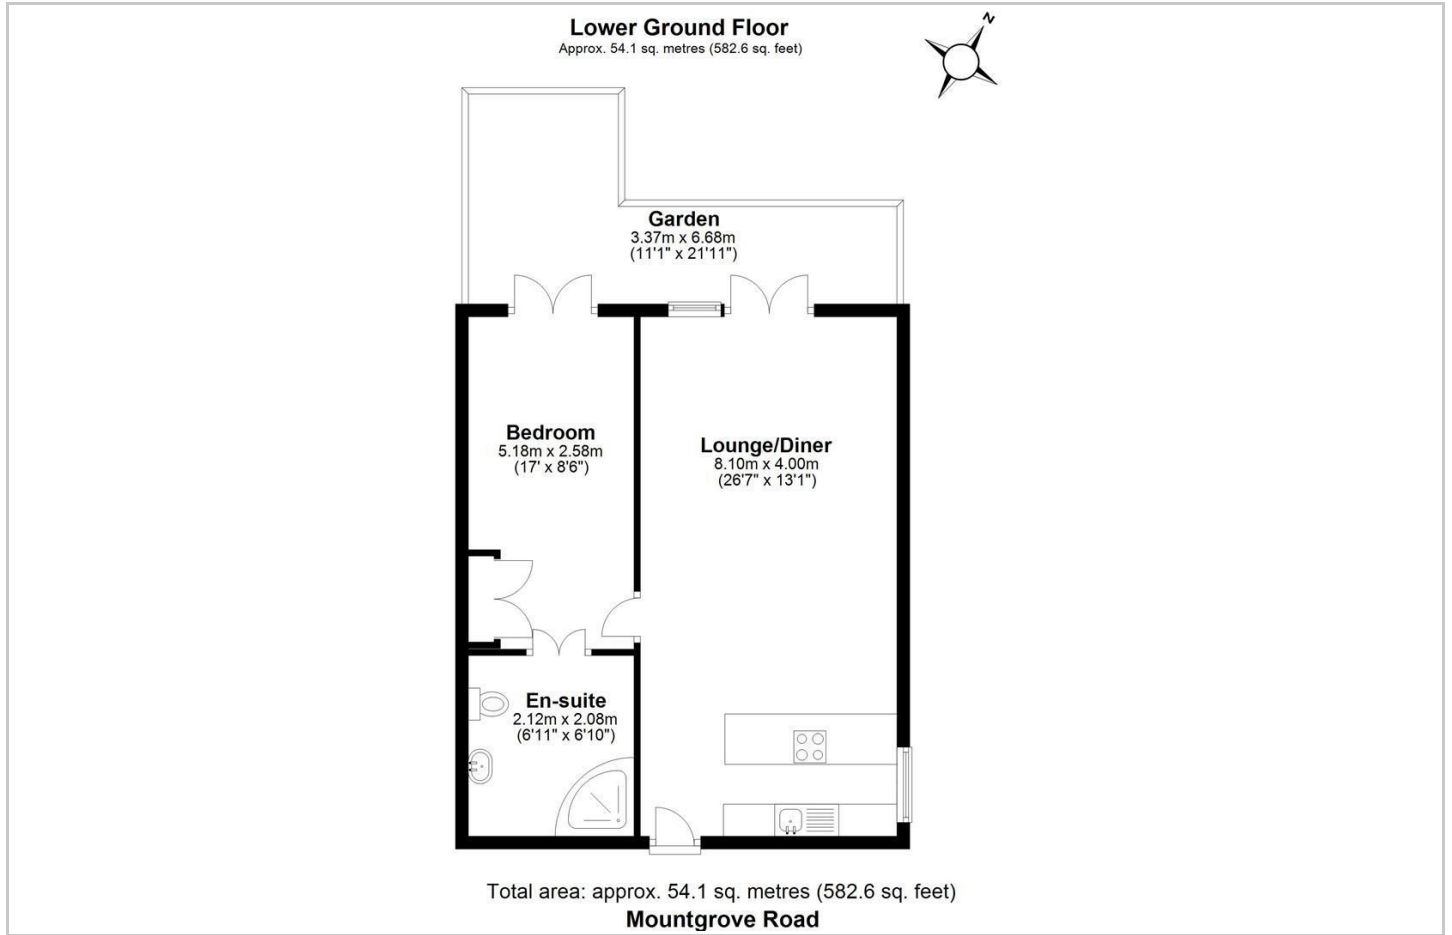 Lower Ground Floor
Approx. 54.1 sq. metres (582.6 sq. feet)
N
Garden
3.37m x 6.68m
(11'1" x 21'11")
Bedroom
5.18m x 2.58m
(17' x 8'6")
Lounge/Diner
8.10m x 4.00m
(26'7" x 13'1")
En-suite
2.12m x 2.08m
(6'11" x 6'10")
Total area: approx. 54.1 sq. metres (582.6 sq. feet)
Mountgrove Road